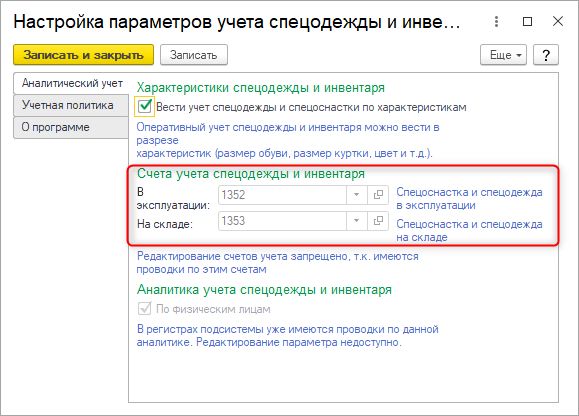 Настройка параметров учета спецодежды и инве...
Записать и закрыть
Записать
Еще
?
Аналитический учет
Учетная политика
О программе
Характеристики спецодежды и инвентаря
Вести учет спецодежды и спецоснастки по характеристикам
Оперативный учет спецодежды и инвентаря можно вести в
разрезе
характеристик (размер обуви, размер куртки, цвет и т.д.).
Счета учета спецодежды и инвентаря
В
эксплуатации:
1352
Спецоснастка и спецодежда
в эксплуатации
На складе:
1353
Спецоснастка и спецодежда
на складе
Редактирование счетов учета запрещено, т.к. имеются
проводки по этим счетам
Аналитика учета спецодежды и инвентаря
По физическим лицам
В регистрах подсистемы уже имеются проводки по данной
аналитике. Редактирование параметра недоступно.